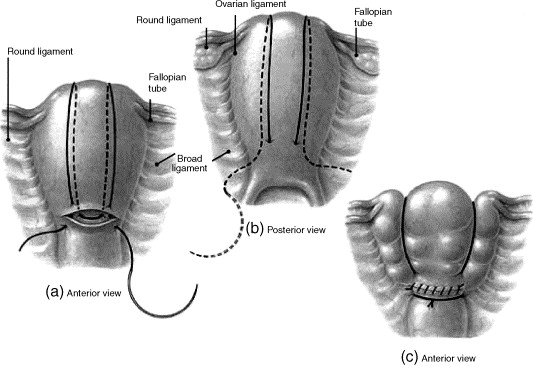 Ovarian ligament
Round ligament
Fallopian
tube
Round ligament
Fallopian
tube
Broad
ligament
(b) Posterior view
(a) Anterior view
(c) Anterior view